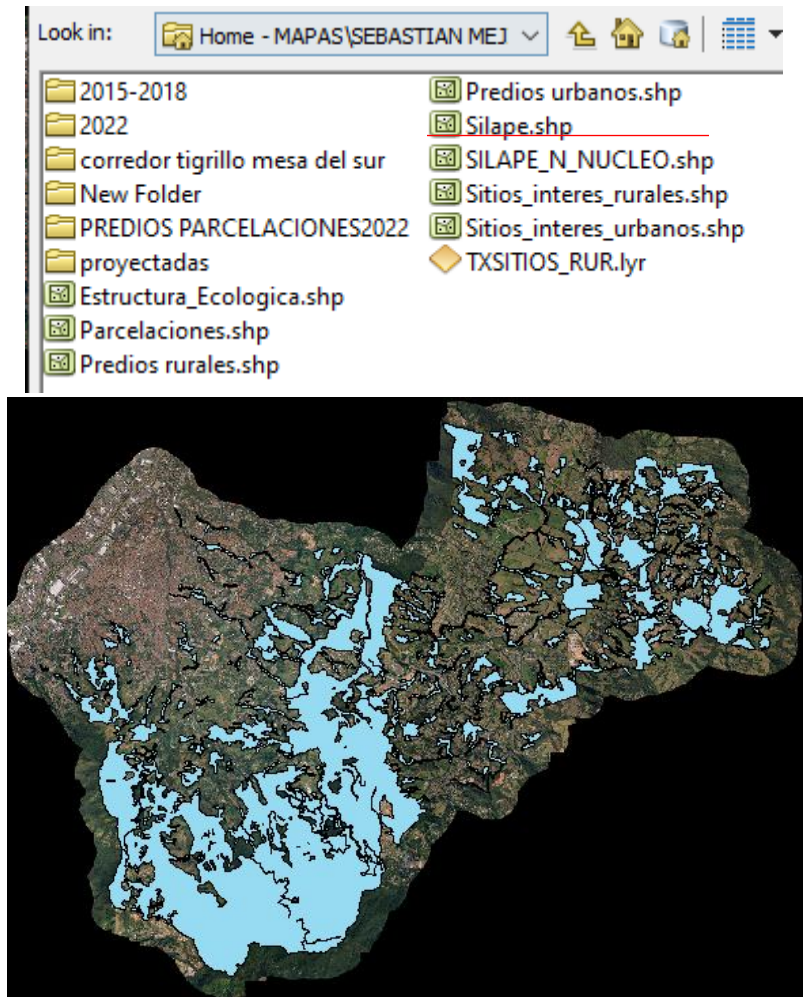 Look in:
Home - MAPAS\SEBASTIAN MEJ
2015-2018
2022
corredor tigrillo mesa del sur
New Folder
PREDIOS PARCELACIONES2022
proyectadas
Estructura_Ecologica.shp
Parcelaciones.shp
Predios rurales.shp
Predios urbanos.shp
Silape.shp
SILAPE_N_NUCLEO.shp
Sitios_interes_rurales.shp
Sitios_interes_urbanos.shp
TXSITIOS_RUR.lyr